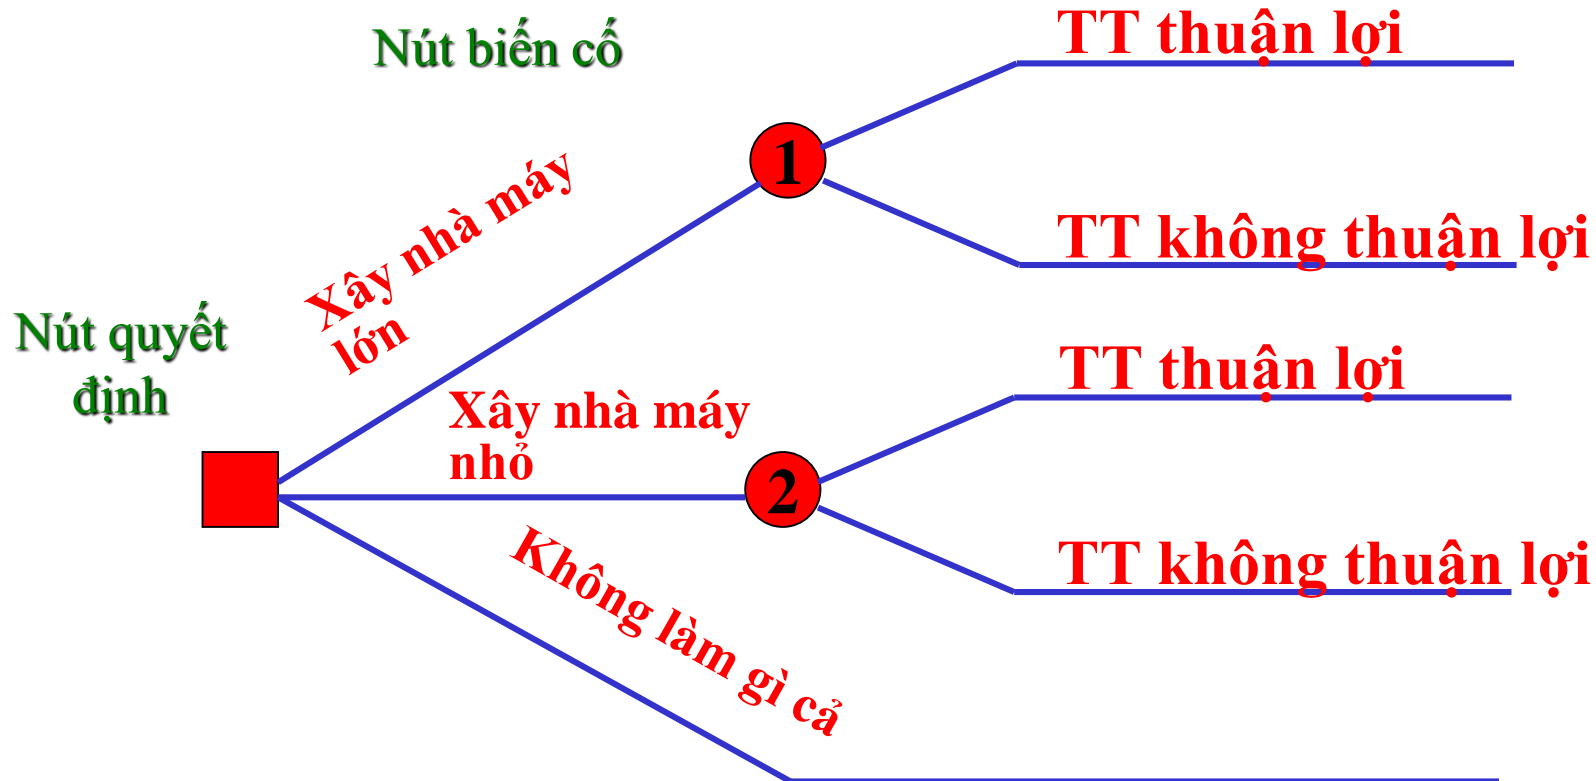 Nút biến cố
TT thuận lợi
1
Xây nhà máy
lớn
TT không thuận lợi
Nút quyết
định
TT thuận lợi
Xây nhà máy
nhỏ
2
TT không thuận lợi
Không làm gì cả